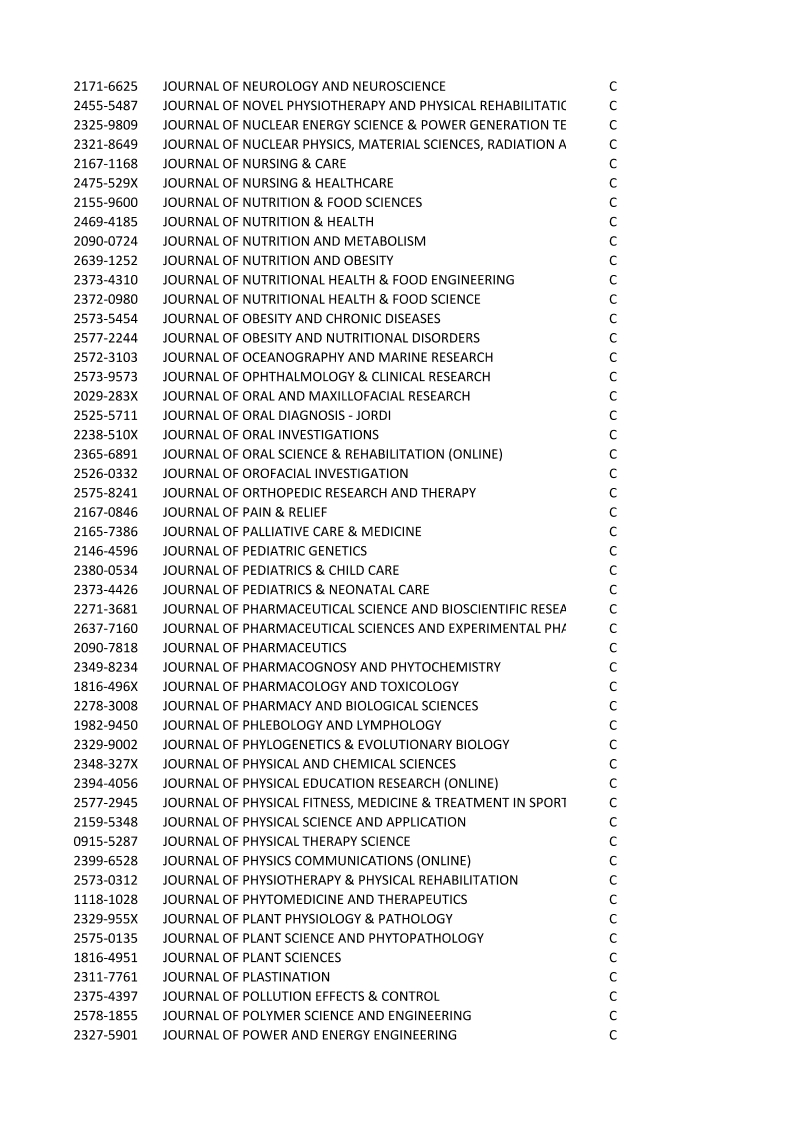 2171-6625 JOURNAL OF NEUROLOGY AND NEUROSCIENCE C
2455-5487 JOURNAL OF NOVEL PHYSIOTHERAPY AND PHYSICAL REHABILITATIC C
2325-9809 JOURNAL OF NUCLEAR ENERGY SCIENCE & POWER GENERATION TE C
2321-8649 JOURNAL OF NUCLEAR PHYSICS, MATERIAL SCIENCES, RADIATION A C
2167-1168 JOURNAL OF NURSING & CARE C
2475-529X JOURNAL OF NURSING & HEALTHCARE C
2155-9600 JOURNAL OF NUTRITION & FOOD SCIENCES C
2469-4185 JOURNAL OF NUTRITION & HEALTH C
2090-0724 JOURNAL OF NUTRITION AND METABOLISM C
2639-1252 JOURNAL OF NUTRITION AND OBESITY C
2373-4310 JOURNAL OF NUTRITIONAL HEALTH & FOOD ENGINEERING C
2372-0980 JOURNAL OF NUTRITIONAL HEALTH & FOOD SCIENCE C
2573-5454 JOURNAL OF OBESITY AND CHRONIC DISEASES C
2577-2244 JOURNAL OF OBESITY AND NUTRITIONAL DISORDERS C
2572-3103 JOURNAL OF OCEANOGRAPHY AND MARINE RESEARCH C
2573-9573 JOURNAL OF OPHTHALMOLOGY & CLINICAL RESEARCH C
2029-283X JOURNAL OF ORAL AND MAXILLOFACIAL RESEARCH C
2525-5711 JOURNAL OF ORAL DIAGNOSIS - JORDI C
2238-510X JOURNAL OF ORAL INVESTIGATIONS C
2365-6891 JOURNAL OF ORAL SCIENCE & REHABILITATION (ONLINE) C
2526-0332 JOURNAL OF OROFACIAL INVESTIGATION C
2575-8241 JOURNAL OF ORTHOPEDIC RESEARCH AND THERAPY C
2167-0846 JOURNAL OF PAIN & RELIEF C
2165-7386 JOURNAL OF PALLIATIVE CARE & MEDICINE C
2146-4596 JOURNAL OF PEDIATRIC GENETICS C
2380-0534 JOURNAL OF PEDIATRICS & CHILD CARE C
2373-4426 JOURNAL OF PEDIATRICS & NEONATAL CARE C
2271-3681 JOURNAL OF PHARMACEUTICAL SCIENCE AND BIOSCIENTIFIC RESEA C
2637-7160 JOURNAL OF PHARMACEUTICAL SCIENCES AND EXPERIMENTAL PHA C
2090-7818 JOURNAL OF PHARMACEUTICS C
2349-8234 JOURNAL OF PHARMACOGNOSY AND PHYTOCHEMISTRY C
1816-496X JOURNAL OF PHARMACOLOGY AND TOXICOLOGY C
2278-3008 JOURNAL OF PHARMACY AND BIOLOGICAL SCIENCES C
1982-9450 JOURNAL OF PHLEBOLOGY AND LYMPHOLOGY C
2329-9002 JOURNAL OF PHYLOGENETICS & EVOLUTIONARY BIOLOGY C
2348-327X JOURNAL OF PHYSICAL AND CHEMICAL SCIENCES C
2394-4056 JOURNAL OF PHYSICAL EDUCATION RESEARCH (ONLINE) C
2577-2945 JOURNAL OF PHYSICAL FITNESS, MEDICINE & TREATMENT IN SPORT C
2159-5348 JOURNAL OF PHYSICAL SCIENCE AND APPLICATION C
0915-5287 JOURNAL OF PHYSICAL THERAPY SCIENCE C
2399-6528 JOURNAL OF PHYSICS COMMUNICATIONS (ONLINE) C
2573-0312 JOURNAL OF PHYSIOTHERAPY & PHYSICAL REHABILITATION C
1118-1028 JOURNAL OF PHYTOMEDICINE AND THERAPEUTICS C
2329-955X JOURNAL OF PLANT PHYSIOLOGY & PATHOLOGY C
2575-0135 JOURNAL OF PLANT SCIENCE AND PHYTOPATHOLOGY C
1816-4951 JOURNAL OF PLANT SCIENCES C
2311-7761 JOURNAL OF PLASTINATION C
2375-4397 JOURNAL OF POLLUTION EFFECTS & CONTROL C
2578-1855 JOURNAL OF POLYMER SCIENCE AND ENGINEERING C
2327-5901 JOURNAL OF POWER AND ENERGY ENGINEERING C